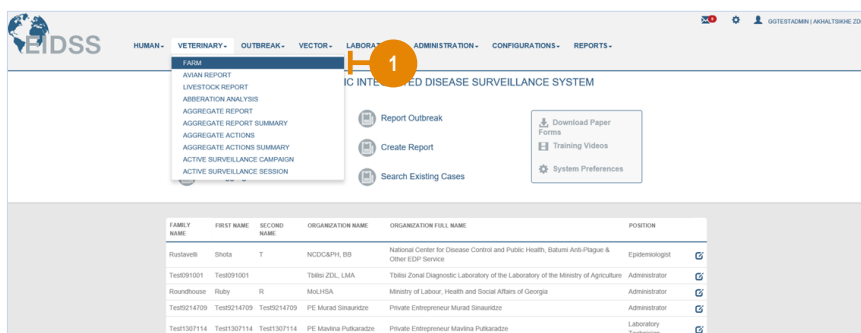 EIDSS
0
GGTESTADMIN | AKHALTSIKHE ZD
HUMAN VETERINARY OUTBREAK VECTOR ADMINISTRATION CONFIGURATIONS REPORTS
FARM
1
AVIAN REPORT
LIVESTOCK REPORT
DISEASE SURVEILLANCE SYSTEM
ABBERATION ANALYSIS
AGGREGATE REPORT
AGGREGATE REPORT SUMMARY
AGGREGATE ACTIONS
AGGREGATE ACTIONS SUMMARY
ACTIVE SURVEILLANCE CAMPAIGN
ACTIVE SURVEILLANCE SESSION
Report Outbreak
Create Report
Search Existing Cases
Download Paper
Forms
Training Videos
System Preferences
FAMILY NAME FIRST NAME SECOND NAME ORGANIZATION NAME ORGANIZATION FULL NAME POSITION
Rustaveli Shota T NCDC&PH, BB National Center for Disease Control and Public Health, Batumi Anti-Plague & Other EDP Service Epidemiologist
Test091001 Test091001 Tbilisi ZDL, LMA Tbilisi Zonal Diagnostic Laboratory of the Laboratory of the Ministry of Agriculture Administrator
Roundhouse Ruby R MoLHSA Ministry of Labour, Health and Social Affairs of Georgia Administrator
Test9214709 Test9214709 Test9214709 PE Murad Sinauridze Private Entrepreneur Murad Sinauridze Administrator
Test1307114 Test1307114 Test1307114 PE Mavlina Putkaradze Private Entrepreneur Mavlina Putkaradze Laboratory